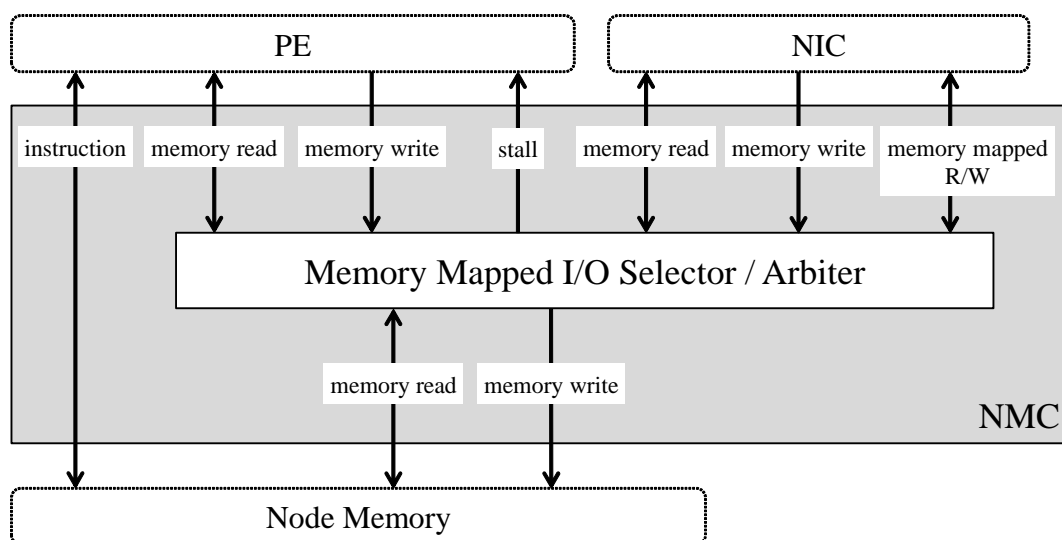 PE
NIC
instruction
memory read
memory write
stall
memory read
memory write
memory mapped
R/W
Memory Mapped I/O Selector / Arbiter
memory read
memory write
NMC
Node Memory